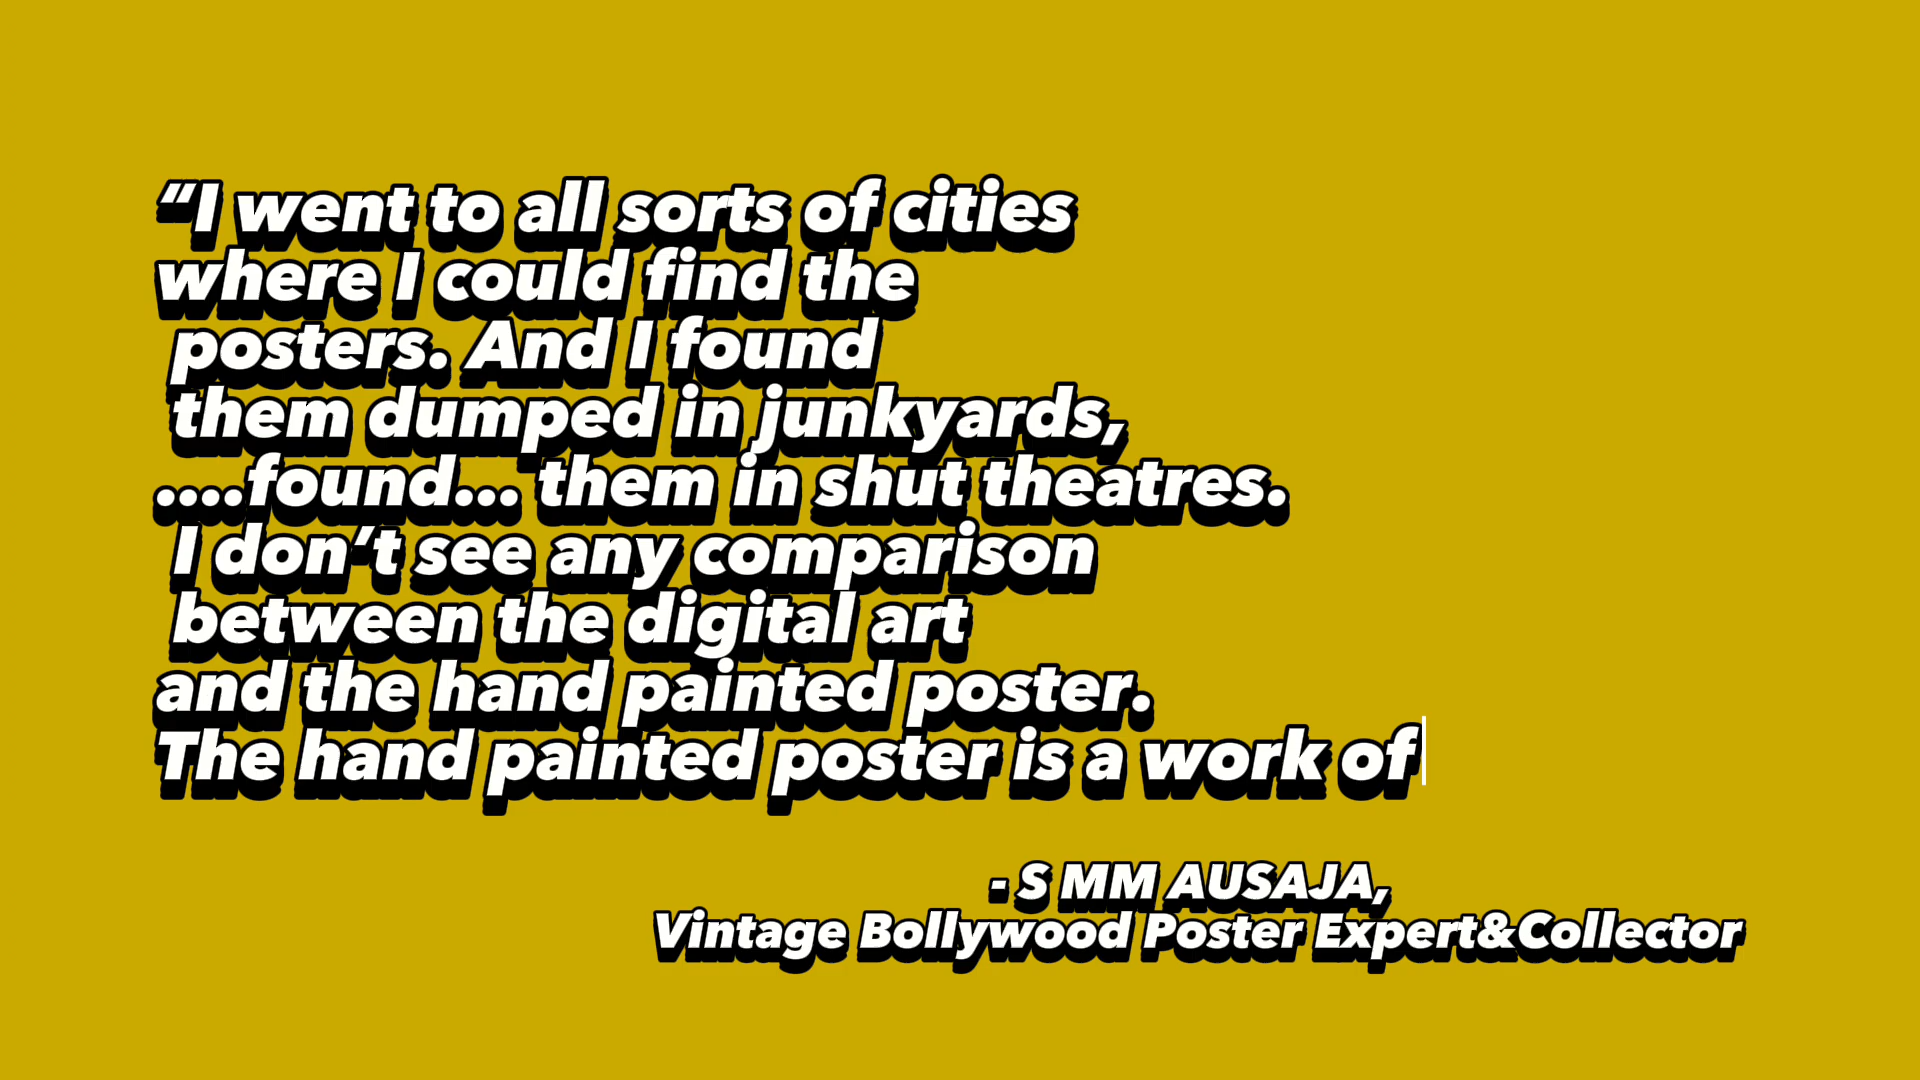 “I went to all sorts of cities
where I could find the
posters. And I found
them dumped in junkyards,
....found... them in shut theatres.
I don’t see any comparison
between the digital art
and the hand painted poster.
The hand painted poster is a work of
- S MM AUSAJA,
Vintage Bollywood Poster Expert&Collector